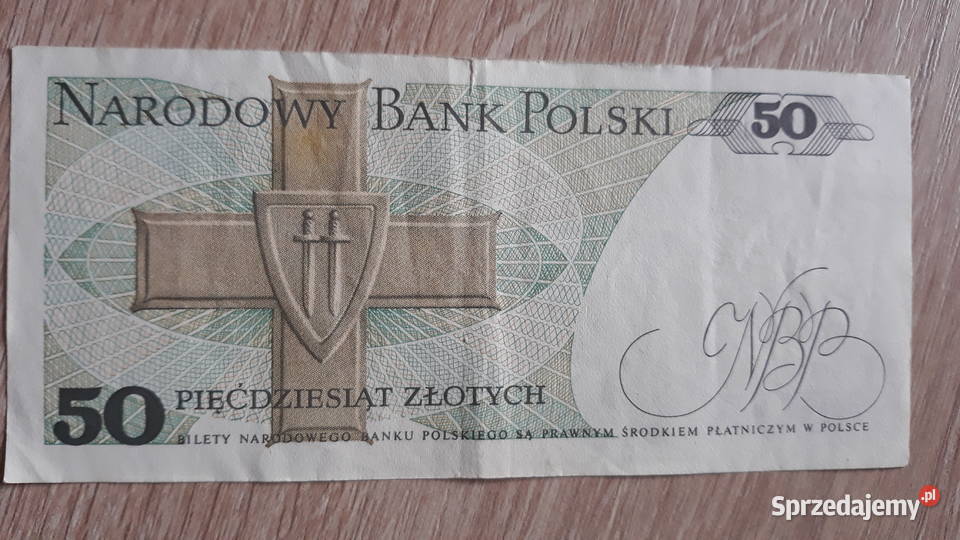 NARODOWY BANK POLSKI
50
NBP
50 PIĘĆDZIESIĄT ZŁOTYCH
BILETY NARODOWEGO BANKU POLSKIEGO SĄ PRAWNYM ŚRODKIEM PŁATNICZYM W POLSCE
Sprzedajemy.pl